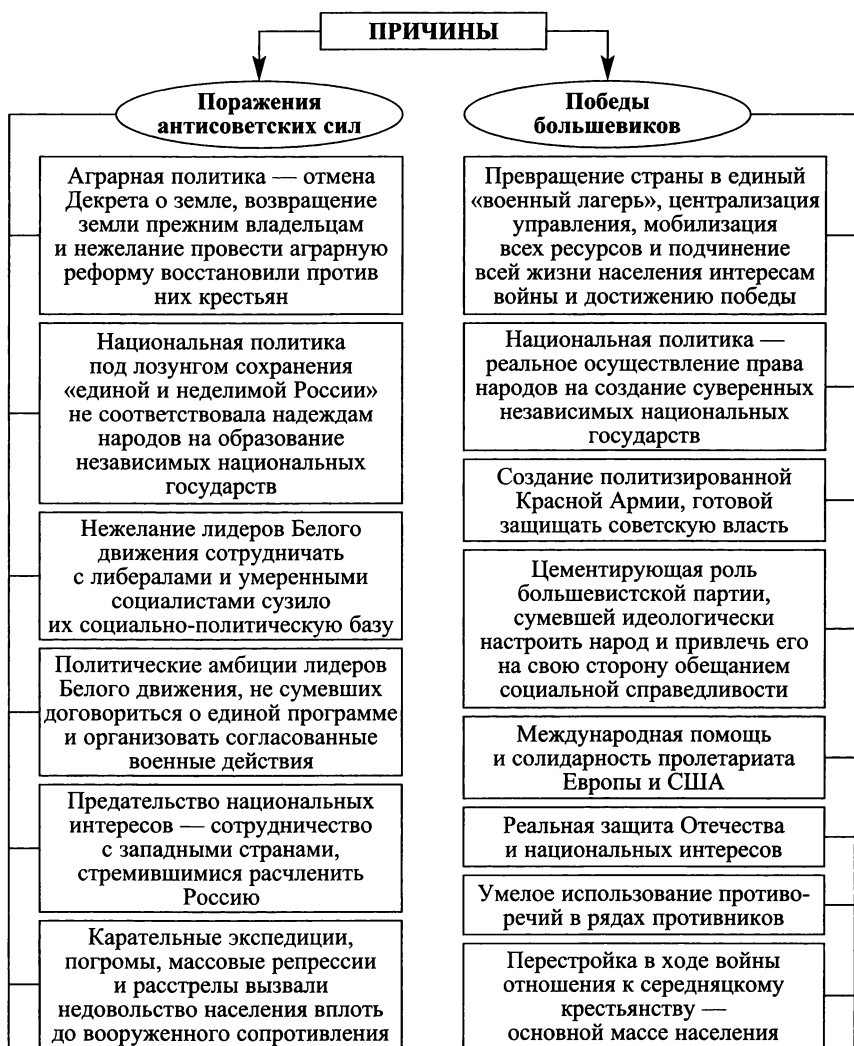 ПРИЧИНЫ
Поражения
антисоветских сил
Аграрная политика — отмена
Декрета о земле, возвращение
земли прежним владельцам
и нежелание провести аграрную
реформу восстановили против
них крестьян
Национальная политика
под лозунгом сохранения
«единой и неделимой России»
не соответствовала надеждам
народов на образование
независимых национальных
государств
Нежелание лидеров Белого
движения сотрудничать
с либералами и умеренными
социалистами сузило
их социально-политическую базу
Политические амбиции лидеров
Белого движения, не сумевших
договориться о единой программе
и организовать согласованные
военные действия
Предательство национальных
интересов — сотрудничество
с западными странами,
стремившимися расчленить
Россию
Карательные экспедиции,
погромы, массовые репрессии
и расстрелы вызвали
недовольство населения вплоть
до вооруженного сопротивления
Победы
большевиков
Превращение страны в единый
«военный лагерь», централизация
управления, мобилизация
всех ресурсов и подчинение
всей жизни населения интересам
войны и достижению победы
Национальная политика —
реальное осуществление права
народов на создание суверенных
независимых национальных
государств
Создание политизированной
Красной Армии, готовой
защищать советскую власть
Цементирующая роль
большевистской партии,
сумевшей идеологически
настроить народ и привлечь его
на свою сторону обещанием
социальной справедливости
Международная помощь
и солидарность пролетариата
Европы и США
Реальная защита Отечества
и национальных интересов
Умелое использование противо-
речий в рядах противников
Перестройка в ходе войны
отношения к середняцкому
крестьянству —
основной массе населения